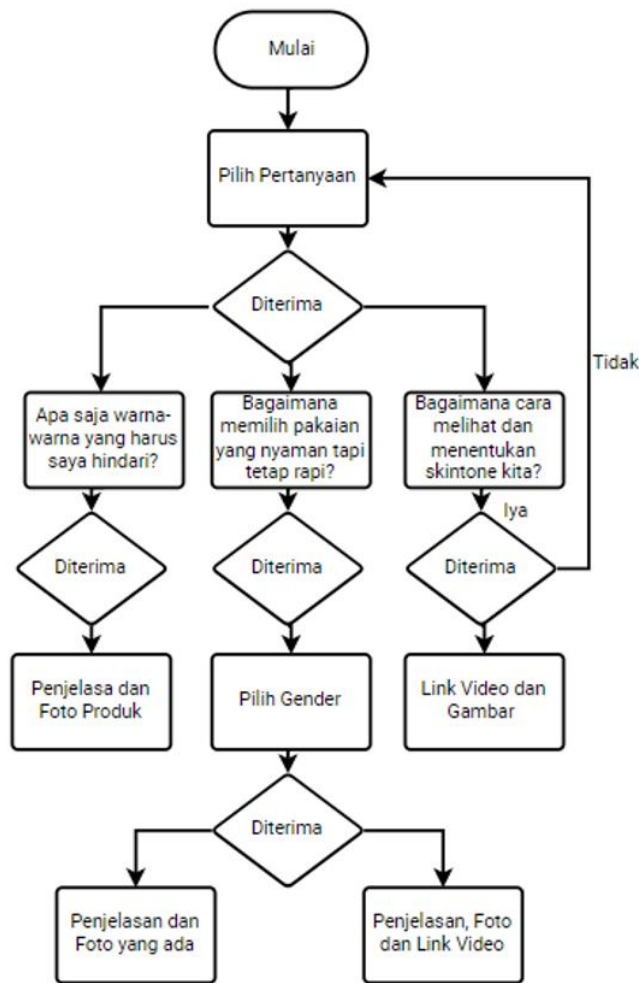 Mulai
Pilih Pertanyaan
Diterima
Tidak
Apa saja warna-
warna yang harus
saya hindari?
Bagaimana
memilih pakaian
yang nyaman tapi
tetap rapi?
Bagaimana cara
melihat dan
menentukan
skintone kita?
Iya
Diterima
Diterima
Diterima
Penjelasa dan
Foto Produk
Pilih Gender
Link Video dan
Gambar
Diterima
Penjelasan dan
Foto yang ada
Penjelasan, Foto
dan Link Video